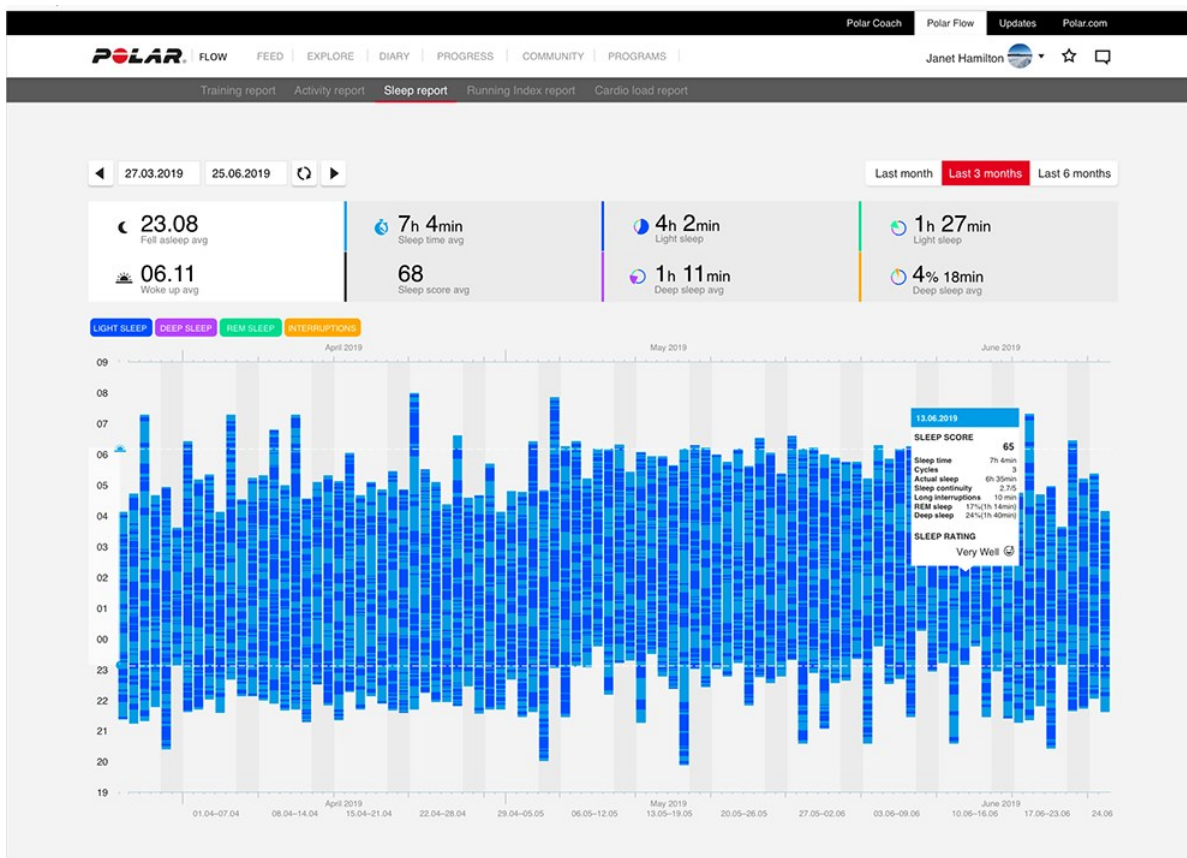 Polar Coach Polar Flow Updates Polar.com
POLAR. FLOW FEED EXPLORE DIARY PROGRESS COMMUNITY PROGRAMS Janet Hamilton
Training report Activity report Sleep report Running Index report Cardio load report
27.03.2019 25.06.2019 Last month Last 3 months Last 6 months
23.08 7h 4min 4h 2min 1h 27min
Fell asleep avg Sleep time avg Light sleep Light sleep
06.11 68 1h 11min 4% 18min
Woke up avg Sleep score avg Deep sleep avg Deep sleep avg
LIGHT SLEEP DEEP SLEEP REM SLEEP INTERRUPTIONS
April 2019 May 2019 June 2019
09
08
07
06
05
04
03
02
01
00
23
22
21
20
19
13.06.2019
SLEEP SCORE
65
Sleep time 7h 4min
Cycles 3
Actual sleep 6h 35min
Sleep continuity 2.7/5
Long interruptions 10 min
REM sleep 17%(1h 14min)
Deep sleep 24%(1h 40min)
SLEEP RATING
Very Well
April 2019 May 2019 June 2019
01.04–07.04 08.04–14.04 15.04–21.04 22.04–28.04 29.04–05.05 06.05–12.05 13.05–19.05 20.05–26.05 27.05–02.06 03.06–09.06 10.06–16.06 17.06–23.06 24.06